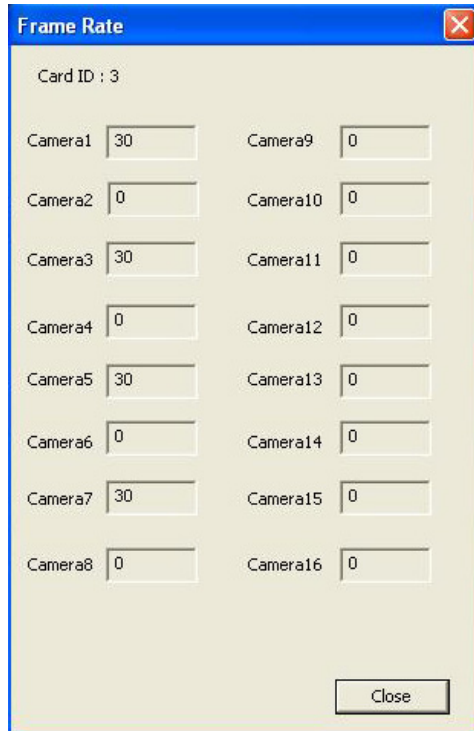 Frame Rate
Card ID : 3
Camera1 30 Camera9 0
Camera2 0 Camera10 0
Camera3 30 Camera11 0
Camera4 0 Camera12 0
Camera5 30 Camera13 0
Camera6 0 Camera14 0
Camera7 30 Camera15 0
Camera8 0 Camera16 0
Close